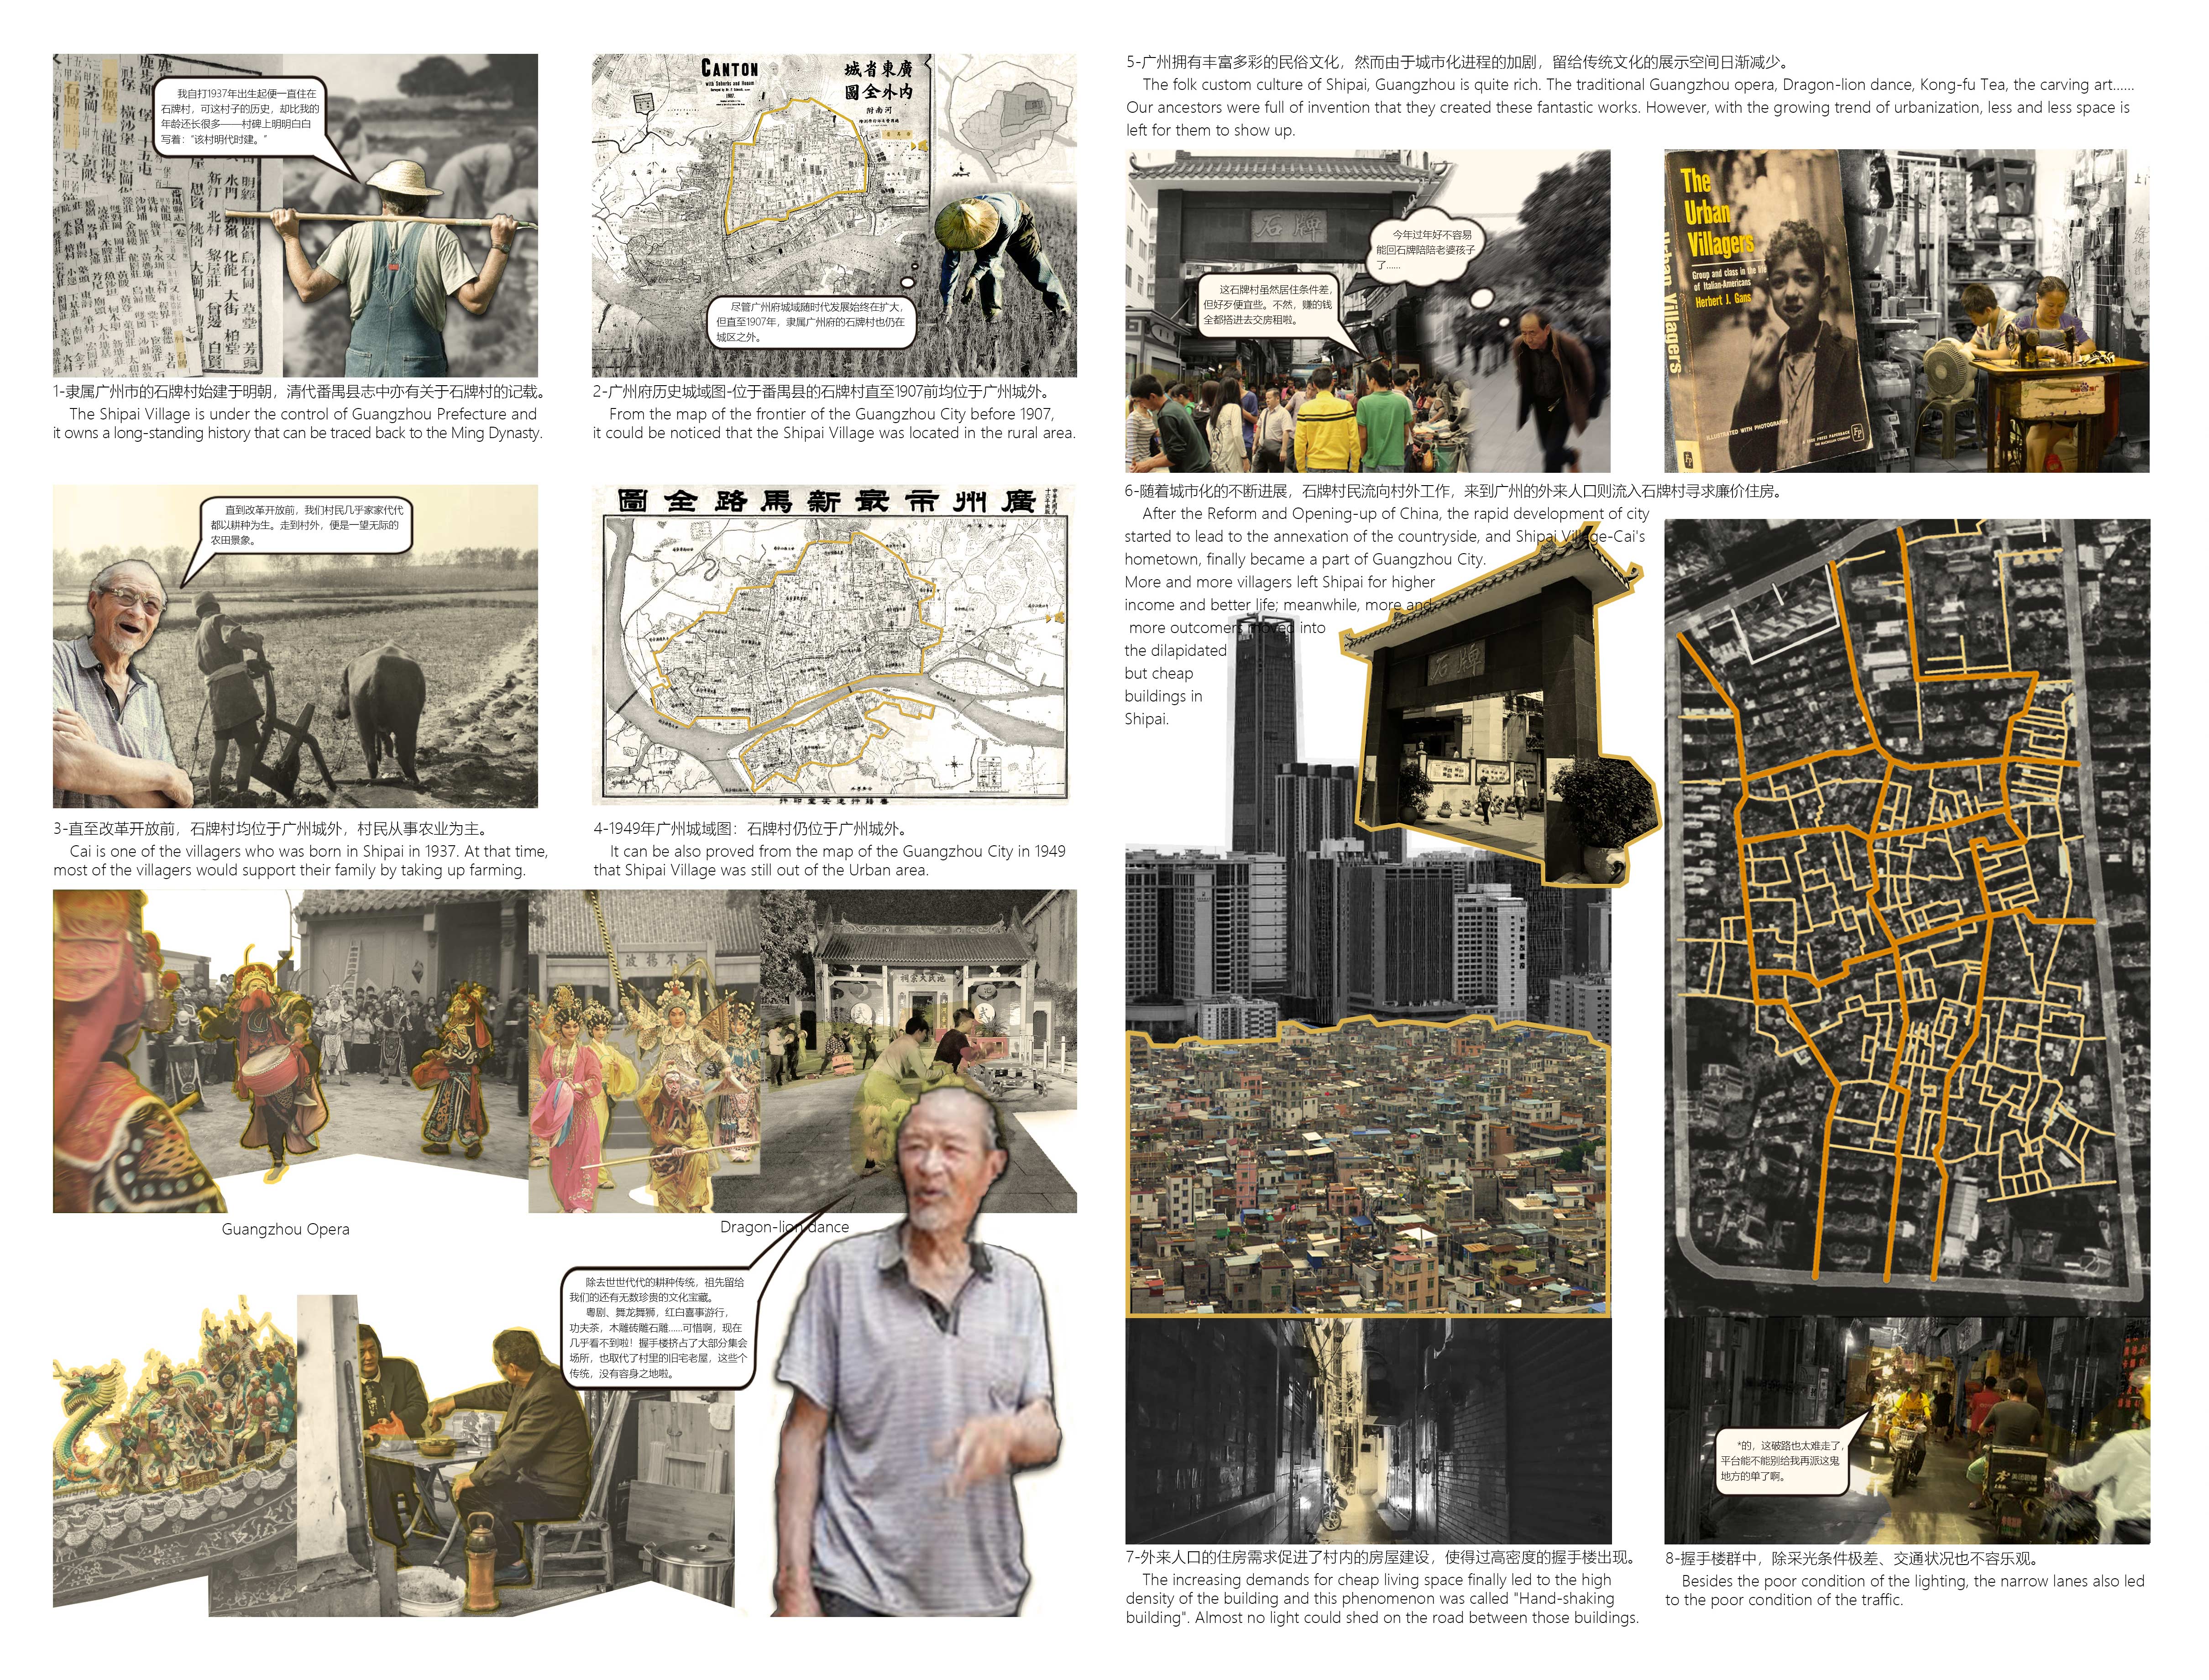 我自打1937年出生起便一直住在
石牌村，可这村子的历史，却比我的
年龄还长很多——村碑上明明白白
写着：“该村明代时建。”
1-隶属广州市的石牌村始建于明朝，清代番禺县志中亦有关于石牌村的记载。
The Shipai Village is under the control of Guangzhou Prefecture and
it owns a long-standing history that can be traced back to the Ming Dynasty.
CANTON
with Suburbs and Honam
1907.
廣東省城
內外全圖
附河南
尽管广州府城域随时代发展始终在扩大，
但直至1907年，隶属广州府的石牌村也仍在
城区之外。
2-广州府历史城域图-位于番禺县的石牌村直至1907前均位于广州城外。
From the map of the frontier of the Guangzhou City before 1907,
it could be noticed that the Shipai Village was located in the rural area.
直到改革开放前，我们村民几乎家家代代
都以耕种为生。走到村外，便是一望无际的
农田景象。
3-直至改革开放前，石牌村均位于广州城外，村民从事农业为主。
Cai is one of the villagers who was born in Shipai in 1937. At that time,
most of the villagers would support their family by taking up farming.
圖全路馬新最市州廣
4-1949年广州城域图：石牌村仍位于广州城外。
It can be also proved from the map of the Guangzhou City in 1949
that Shipai Village was still out of the Urban area.
波揚不海
Guangzhou Opera
Dragon-lion dance
除去世世代代的耕种传统，祖先留给
我们的还有无数珍贵的文化宝藏。
粤剧、舞龙舞狮，红白喜事游行，
功夫茶，木雕砖雕石雕......可惜啊，现在
几乎看不到啦！握手楼挤占了大部分集会
场所，也取代了村里的旧宅老屋，这些个
传统，没有容身之地啦。
5-广州拥有丰富多彩的民俗文化，然而由于城市化进程的加剧，留给传统文化的展示空间日渐减少。
The folk custom culture of Shipai, Guangzhou is quite rich. The traditional Guangzhou opera, Dragon-lion dance, Kong-fu Tea, the carving art......
Our ancestors were full of invention that they created these fantastic works. However, with the growing trend of urbanization, less and less space is
left for them to show up.
石牌
今年过年好不容易
能回石牌陪陪老婆孩子
了......
这石牌村虽然居住条件差，
但好歹便宜些。不然，赚的钱
全都搭进去交房租啦。
The
Urban
Villagers
Group and class in the life
of Italian-Americans
Herbert J. Gans
ILLUSTRATED WITH PHOTOGRAPHS
A FREE PRESS PAPERBACK
Urban Villagers
6-随着城市化的不断进展，石牌村民流向村外工作，来到广州的外来人口则流入石牌村寻求廉价住房。
After the Reform and Opening-up of China, the rapid development of city
started to lead to the annexation of the countryside, and Shipai Village-Cai's
hometown, finally became a part of Guangzhou City.
More and more villagers left Shipai for higher
income and better life; meanwhile, more and
more outcomers moved into
the dilapidated
but cheap
buildings in
Shipai.
石牌
7-外来人口的住房需求促进了村内的房屋建设，使得过高密度的握手楼出现。
The increasing demands for cheap living space finally led to the high
density of the building and this phenomenon was called "Hand-shaking
building". Almost no light could shed on the road between those buildings.
*的，这破路也太难走了，
平台能不能别给我再派这鬼
地方的单了啊。
8-握手楼群中，除采光条件极差、交通状况也不容乐观。
Besides the poor condition of the lighting, the narrow lanes also led
to the poor condition of the traffic.